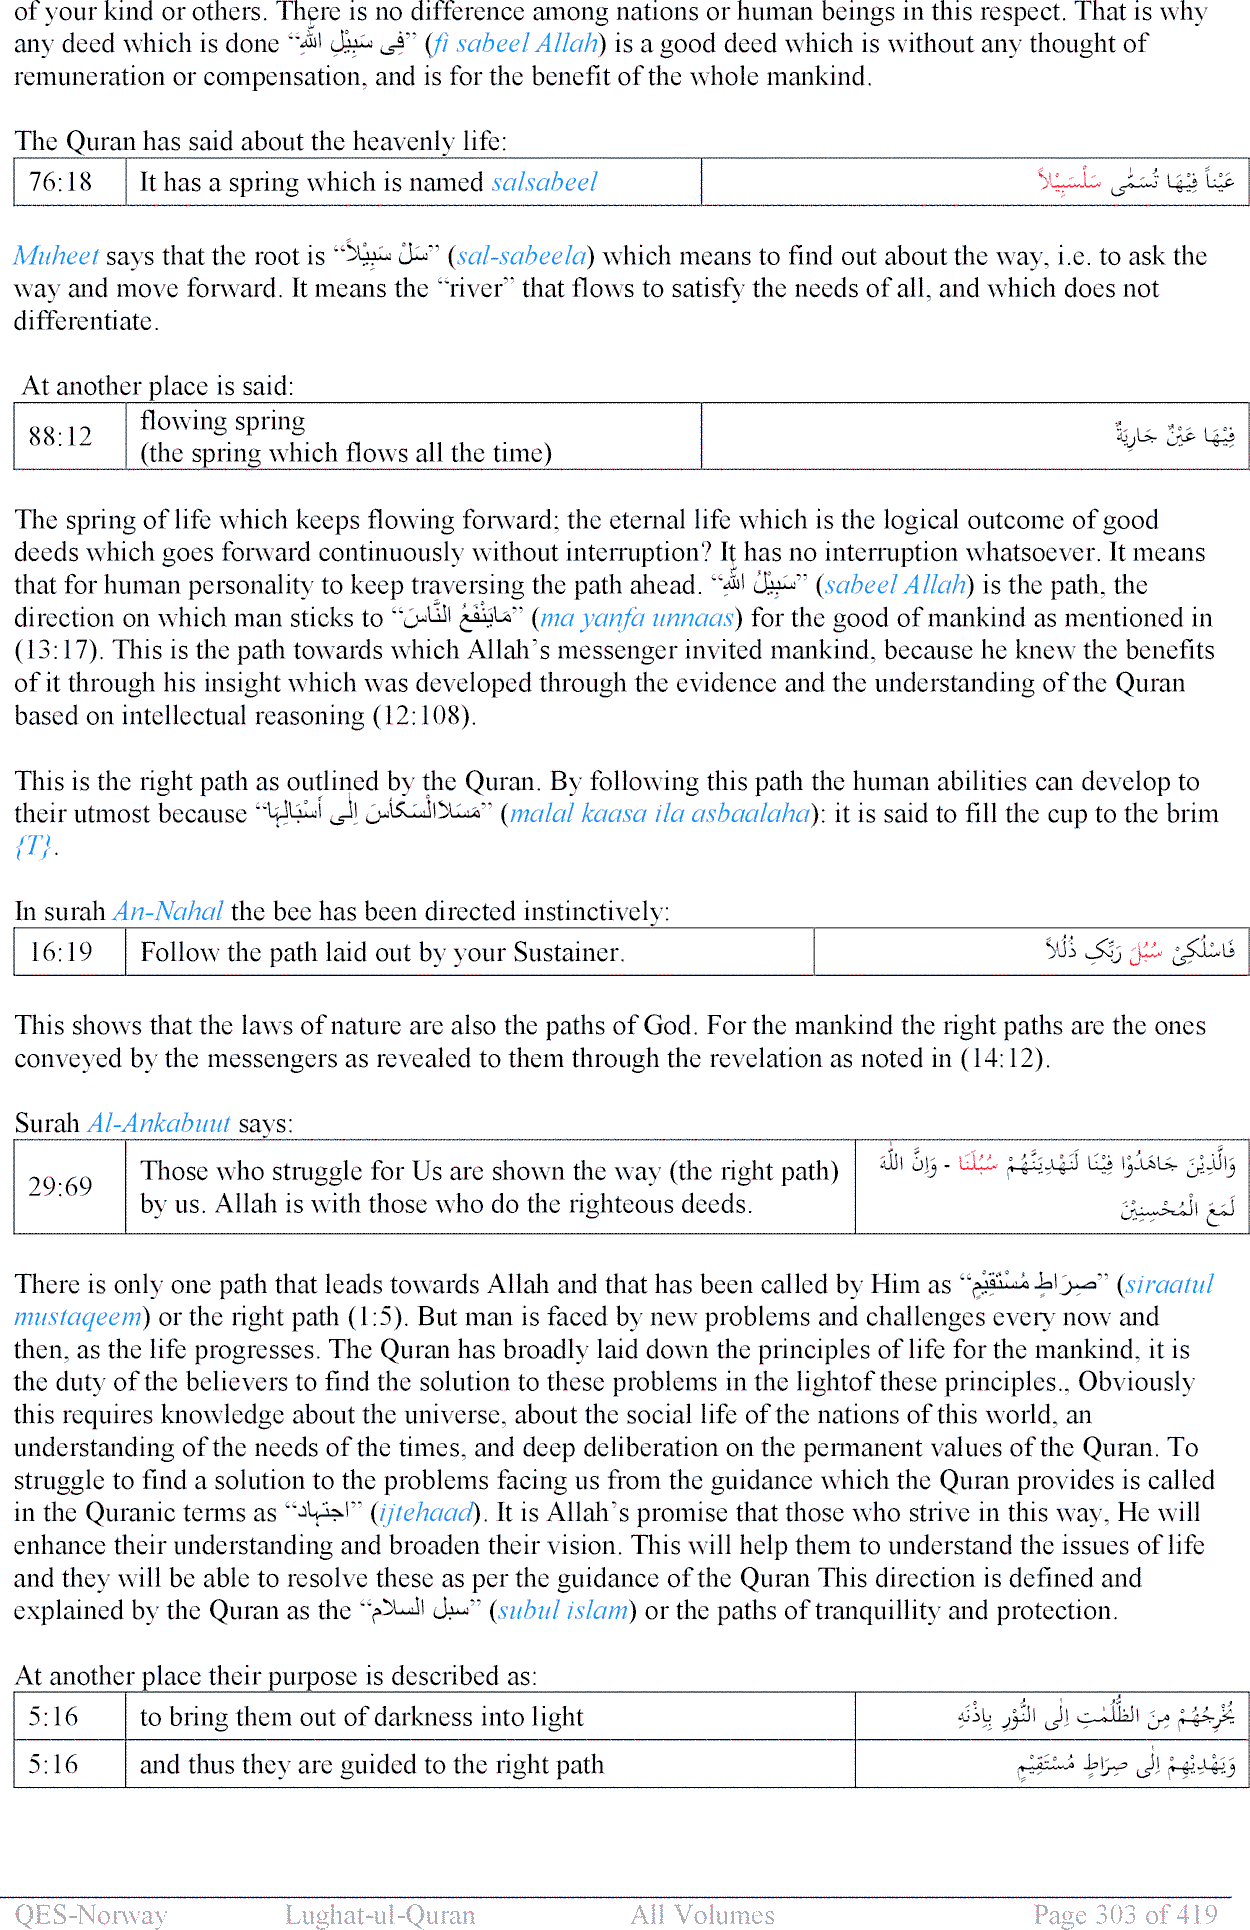 of your kind or others. There is no difference among nations or human beings in this respect. That is why
any deed which is done “فِی سَبِیْلِ اللّٰہِ” (fi sabeel Allah) is a good deed which is without any thought of
remuneration or compensation, and is for the benefit of the whole mankind.
The Quran has said about the heavenly life:
76:18 It has a spring which is named salsabeel عَیْناً فِیْھَا تُسَمّٰی سَلْسَبِیْلاً
Muheet says that the root is “سَلْ سَبِیْلاً” (sal-sabeela) which means to find out about the way, i.e. to ask the
way and move forward. It means the “river” that flows to satisfy the needs of all, and which does not
differentiate.
At another place is said:
88:12 flowing spring
(the spring which flows all the time) فِیْھَا عَیْنٌ جَارِیَۃٌ
The spring of life which keeps flowing forward; the eternal life which is the logical outcome of good
deeds which goes forward continuously without interruption? It has no interruption whatsoever. It means
that for human personality to keep traversing the path ahead. “سَبِیْلُ اللّٰہِ” (sabeel Allah) is the path, the
direction on which man sticks to “مَایَنْفَعُ النَّاسَ” (ma yanfa unnaas) for the good of mankind as mentioned in
(13:17). This is the path towards which Allah’s messenger invited mankind, because he knew the benefits
of it through his insight which was developed through the evidence and the understanding of the Quran
based on intellectual reasoning (12:108).
This is the right path as outlined by the Quran. By following this path the human abilities can develop to
their utmost because “مَسَلَاالْسَکَأسَ اِلٰی أَسْبَالِہَا” (malal kaasa ila asbaalaha): it is said to fill the cup to the brim
{T}.
In surah An-Nahal the bee has been directed instinctively:
16:19 Follow the path laid out by your Sustainer. فَاسْلُکِیْ سُبُلَ رَبِّکِ ذُلُلاً
This shows that the laws of nature are also the paths of God. For the mankind the right paths are the ones
conveyed by the messengers as revealed to them through the revelation as noted in (14:12).
Surah Al-Ankabuut says:
29:69 Those who struggle for Us are shown the way (the right path)
by us. Allah is with those who do the righteous deeds. وَالَّذِیْنَ جَاھَدُوْا فِیْنَا لَنَھْدِیَنَّھُمْ سُبُلَنَا - وَاِنَّ اللّٰہَ
لَمَعَ الْمُحْسِنِیْنَ
There is only one path that leads towards Allah and that has been called by Him as “صِرَاطٍ مُسْتَقِیْمٍ” (siraatul
mustaqeem) or the right path (1:5). But man is faced by new problems and challenges every now and
then, as the life progresses. The Quran has broadly laid down the principles of life for the mankind, it is
the duty of the believers to find the solution to these problems in the lightof these principles., Obviously
this requires knowledge about the universe, about the social life of the nations of this world, an
understanding of the needs of the times, and deep deliberation on the permanent values of the Quran. To
struggle to find a solution to the problems facing us from the guidance which the Quran provides is called
in the Quranic terms as “اجتہاد” (ijtehaad). It is Allah’s promise that those who strive in this way, He will
enhance their understanding and broaden their vision. This will help them to understand the issues of life
and they will be able to resolve these as per the guidance of the Quran This direction is defined and
explained by the Quran as the “سبل السلام” (subul islam) or the paths of tranquillity and protection.
At another place their purpose is described as:
5:16 to bring them out of darkness into light یُخْرِجُھُمْ مِنَ الظُّلُمٰتِ اِلٰی النُّوْرِ بِاِذْنَہِ
5:16 and thus they are guided to the right path وَیَھْدِیْھِمْ اِلٰی صِرَاطٍ مُسْتَقِیْمٍ
QES-Norway Lughat-ul-Quran All Volumes Page 303 of 419